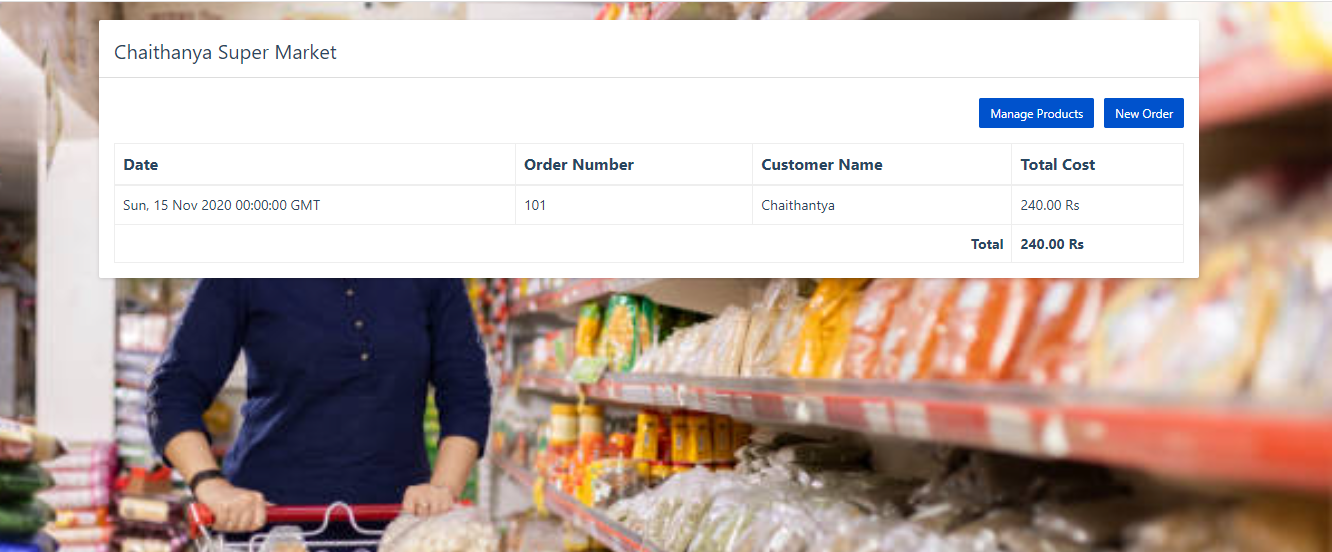 Chaithanya Super Market
Manage Products New Order
Date Order Number Customer Name Total Cost
Sun, 15 Nov 2020 00:00:00 GMT 101 Chaithantya 240.00 Rs
Total 240.00 Rs